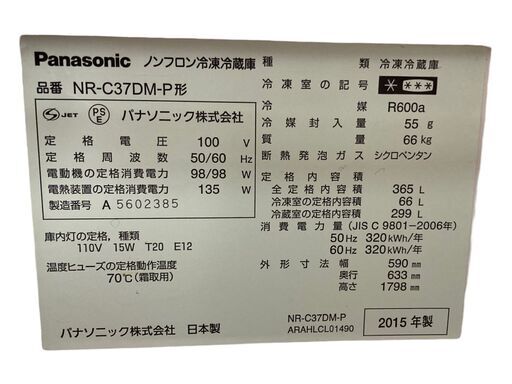 Panasonic ノンフロン冷凍冷蔵庫
品番 NR-C37DM-P形
S JET PS E パナソニック株式会社
定格電圧 100 V
定格周波数 50/60 Hz
電動機の定格消費電力 98/98 W
電熱装置の定格消費電力 135 W
製造番号 A 5602385
庫内灯の定格，種類
110V 15W T20 E12
温度ヒューズの定格動作温度
70℃(霜取用)
パナソニック株式会社 日本製
種類 冷凍冷蔵庫
冷凍室の記号 * ***
冷媒 R600a
冷媒封入量 55 g
質量 66 kg
断熱発泡ガス シクロペンタン
定格内容積
全定格内容積 365 L
冷凍室の定格内容積 66 L
冷蔵室の定格内容積 299 L
消費電力量(JIS C 9801-2006年)
50Hz 320 kWh/年
60Hz 320 kWh/年
外形寸法 幅 590 mm
奥行 633 mm
高さ 1798 mm
NR-C37DM-P
ARAHLCL01490
2015年製